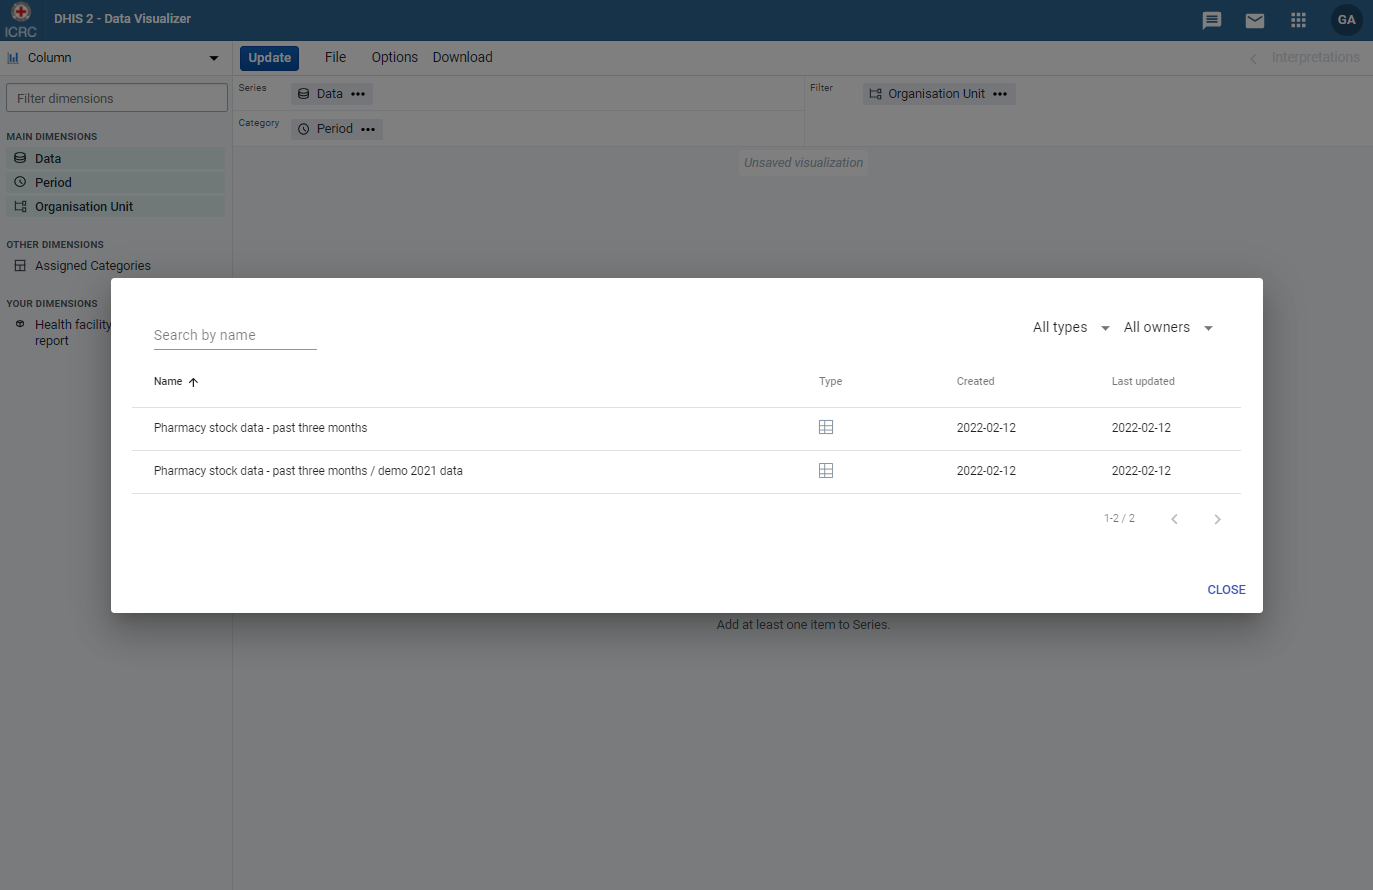 ICRC
DHIS 2 - Data Visualizer
GA
Column
Update
File
Options
Download
Interpretations
Filter dimensions
Series
Data
Filter
Organisation Unit
Category
Period
Unsaved visualization
MAIN DIMENSIONS
Data
Period
Organisation Unit
OTHER DIMENSIONS
Assigned Categories
YOUR DIMENSIONS
Health facility
report
Search by name
All types
All owners
Name
Type
Created
Last updated
Pharmacy stock data - past three months
2022-02-12
2022-02-12
Pharmacy stock data - past three months / demo 2021 data
2022-02-12
2022-02-12
1-2 / 2
CLOSE
Add at least one item to Series.